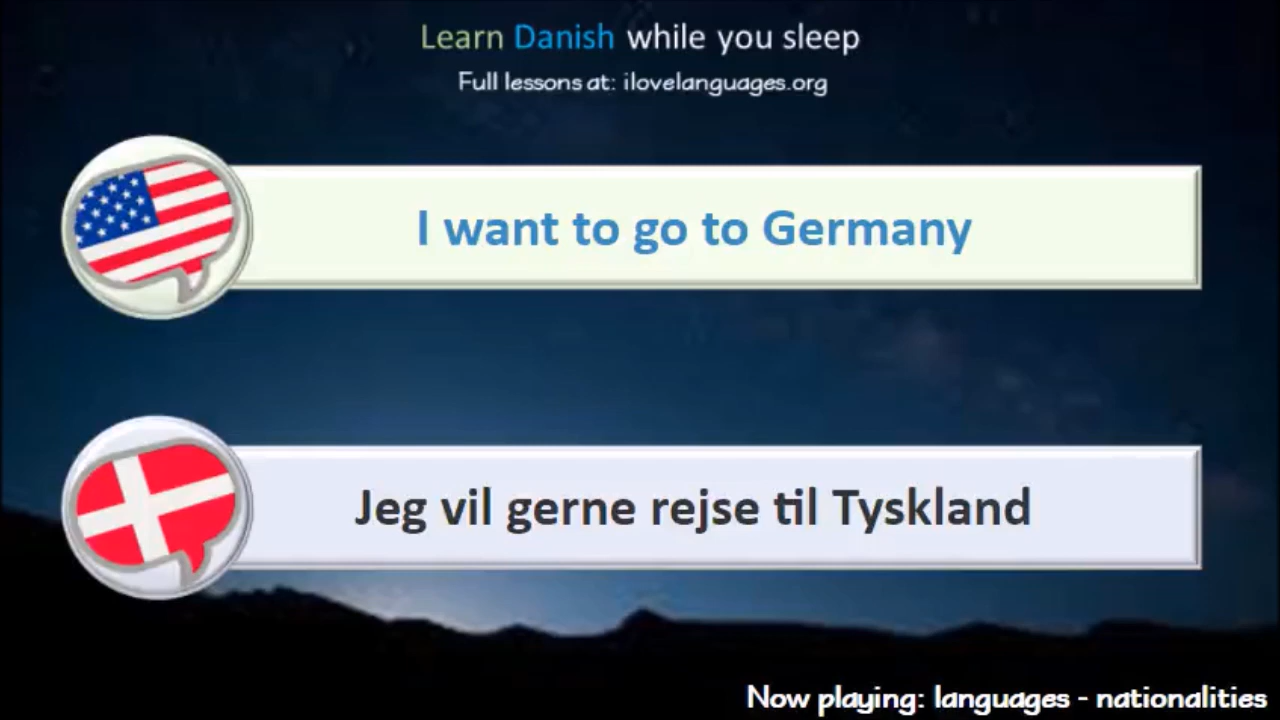 Learn Danish while you sleep
Full lessons at: ilovelanguages.org
I want to go to Germany
Jeg vil gerne rejse til Tyskland
Now playing: languages - nationalities